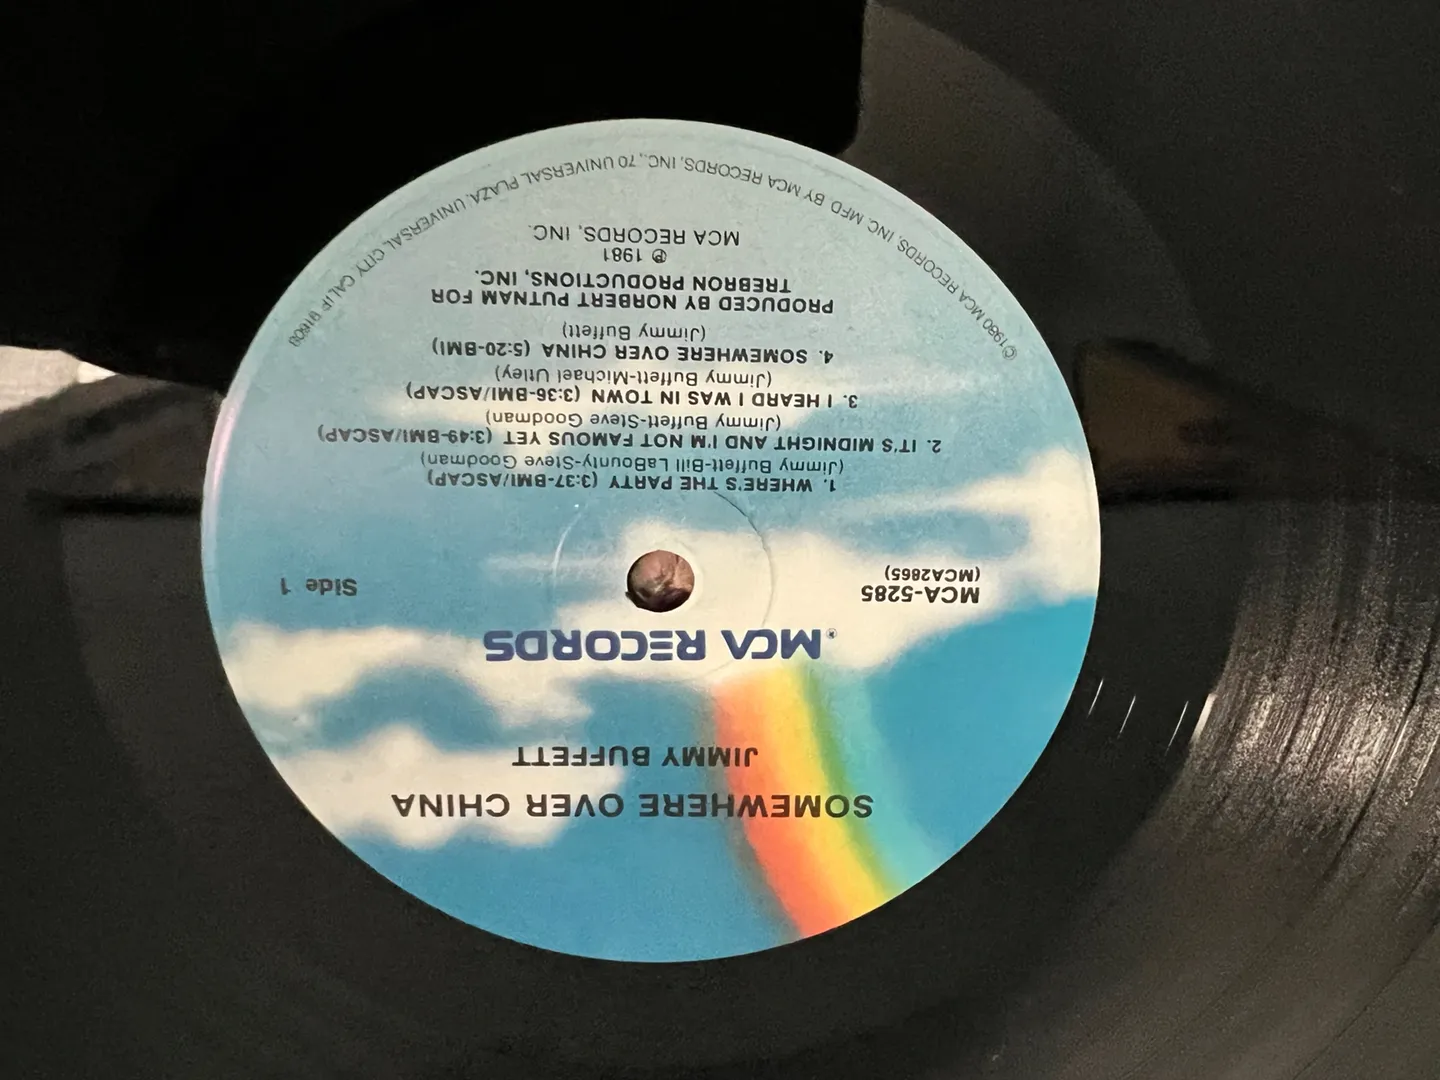 SOMEWHERE OVER CHINA
JIMMY BUFFETT
MCA RECORDS®
MCA-5285
(MCA2865)
Side 1
1. WHERE'S THE PARTY (3:37-BMI/ASCAP)
(Jimmy Buffett-Bill LaBounty-Steve Goodman)
2. IT'S MIDNIGHT AND I'M NOT FAMOUS YET (3:49-BMI/ASCAP)
(Jimmy Buffett-Steve Goodman)
3. I HEARD I WAS IN TOWN (3:36-BMI/ASCAP)
(Jimmy Buffett-Michael Utley)
4. SOMEWHERE OVER CHINA (5:20-BMI)
(Jimmy Buffett)
PRODUCED BY NORBERT PUTNAM FOR
TREBRON PRODUCTIONS, INC.
℗ 1981
MCA RECORDS, INC.
©1980 MCA RECORDS, INC. MFD BY MCA RECORDS, INC., 70 UNIVERSAL PLAZA, UNIVERSAL CITY, CALIF 91608